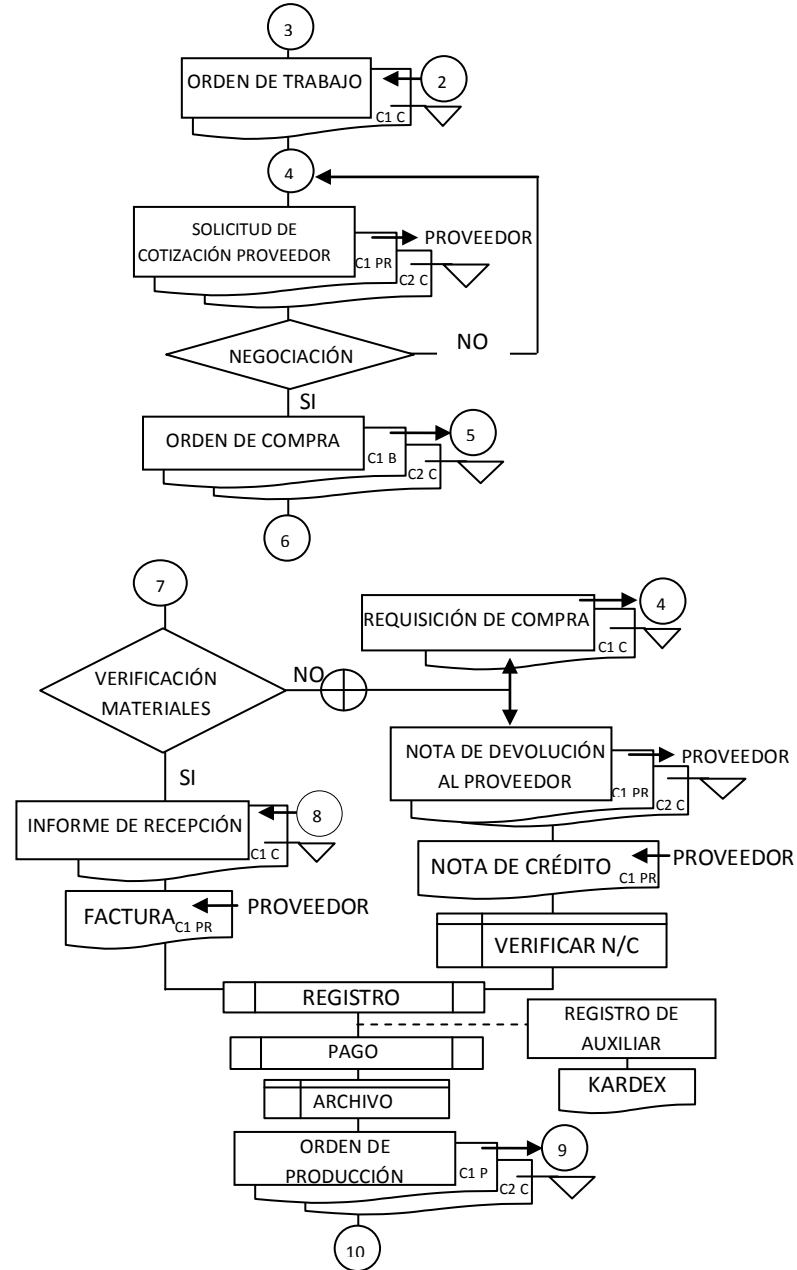 3
ORDEN DE TRABAJO
2
C1 C
4
SOLICITUD DE
COTIZACIÓN PROVEEDOR
PROVEEDOR
C1 PR
C2 C
NEGOCIACIÓN
NO
SI
ORDEN DE COMPRA
5
C1 B
C2 C
6
7
VERIFICACIÓN
MATERIALES
NO
REQUISICIÓN DE COMPRA
4
C1 C
NOTA DE DEVOLUCIÓN
AL PROVEEDOR
PROVEEDOR
C1 PR
C2 C
SI
INFORME DE RECEPCIÓN
8
C1 C
NOTA DE CRÉDITO
C1 PR
PROVEEDOR
FACTURA
C1 PR
PROVEEDOR
VERIFICAR N/C
REGISTRO
REGISTRO DE
AUXILIAR
PAGO
KARDEX
ARCHIVO
ORDEN DE
PRODUCCIÓN
9
C1 P
C2 C
10